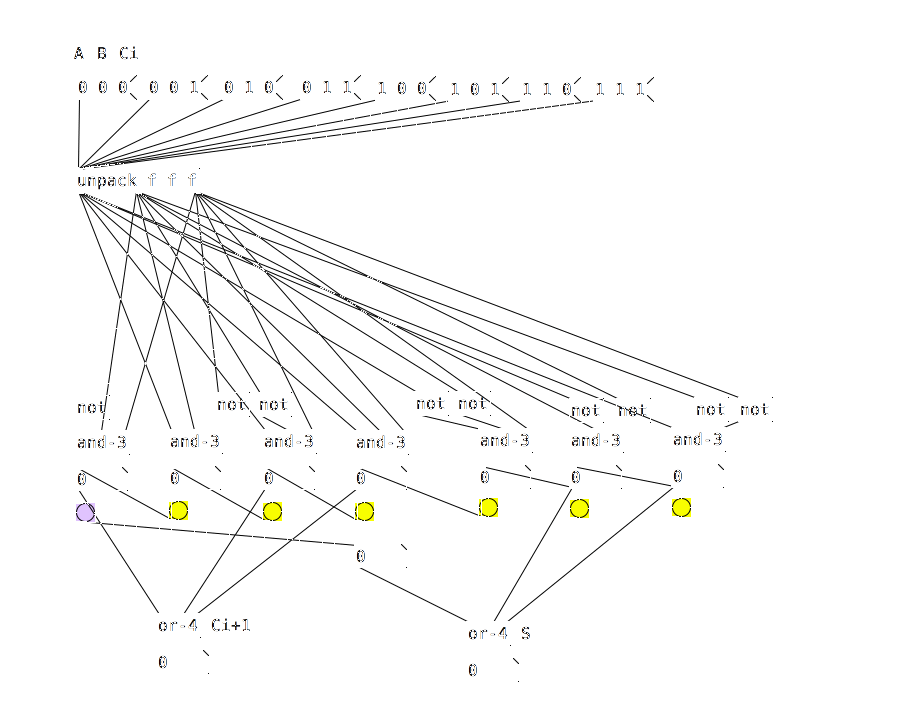 A B Ci
0 0 0 0 0 1 0 1 0 0 1 1 1 0 0 1 0 1 1 1 0 1 1 1
unpack f f f
not not not not not not not not not
and-3 and-3 and-3 and-3 and-3 and-3 and-3
0 0 0 0 0 0 0
0
or-4 Ci+1 or-4 S
0 0